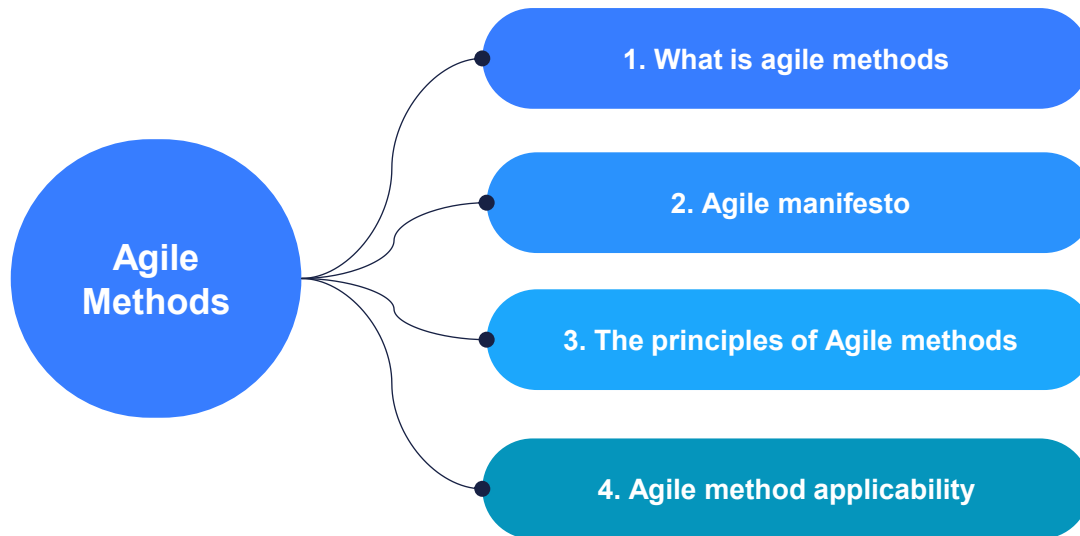 Agile
Methods
1. What is agile methods
2. Agile manifesto
3. The principles of Agile methods
4. Agile method applicability